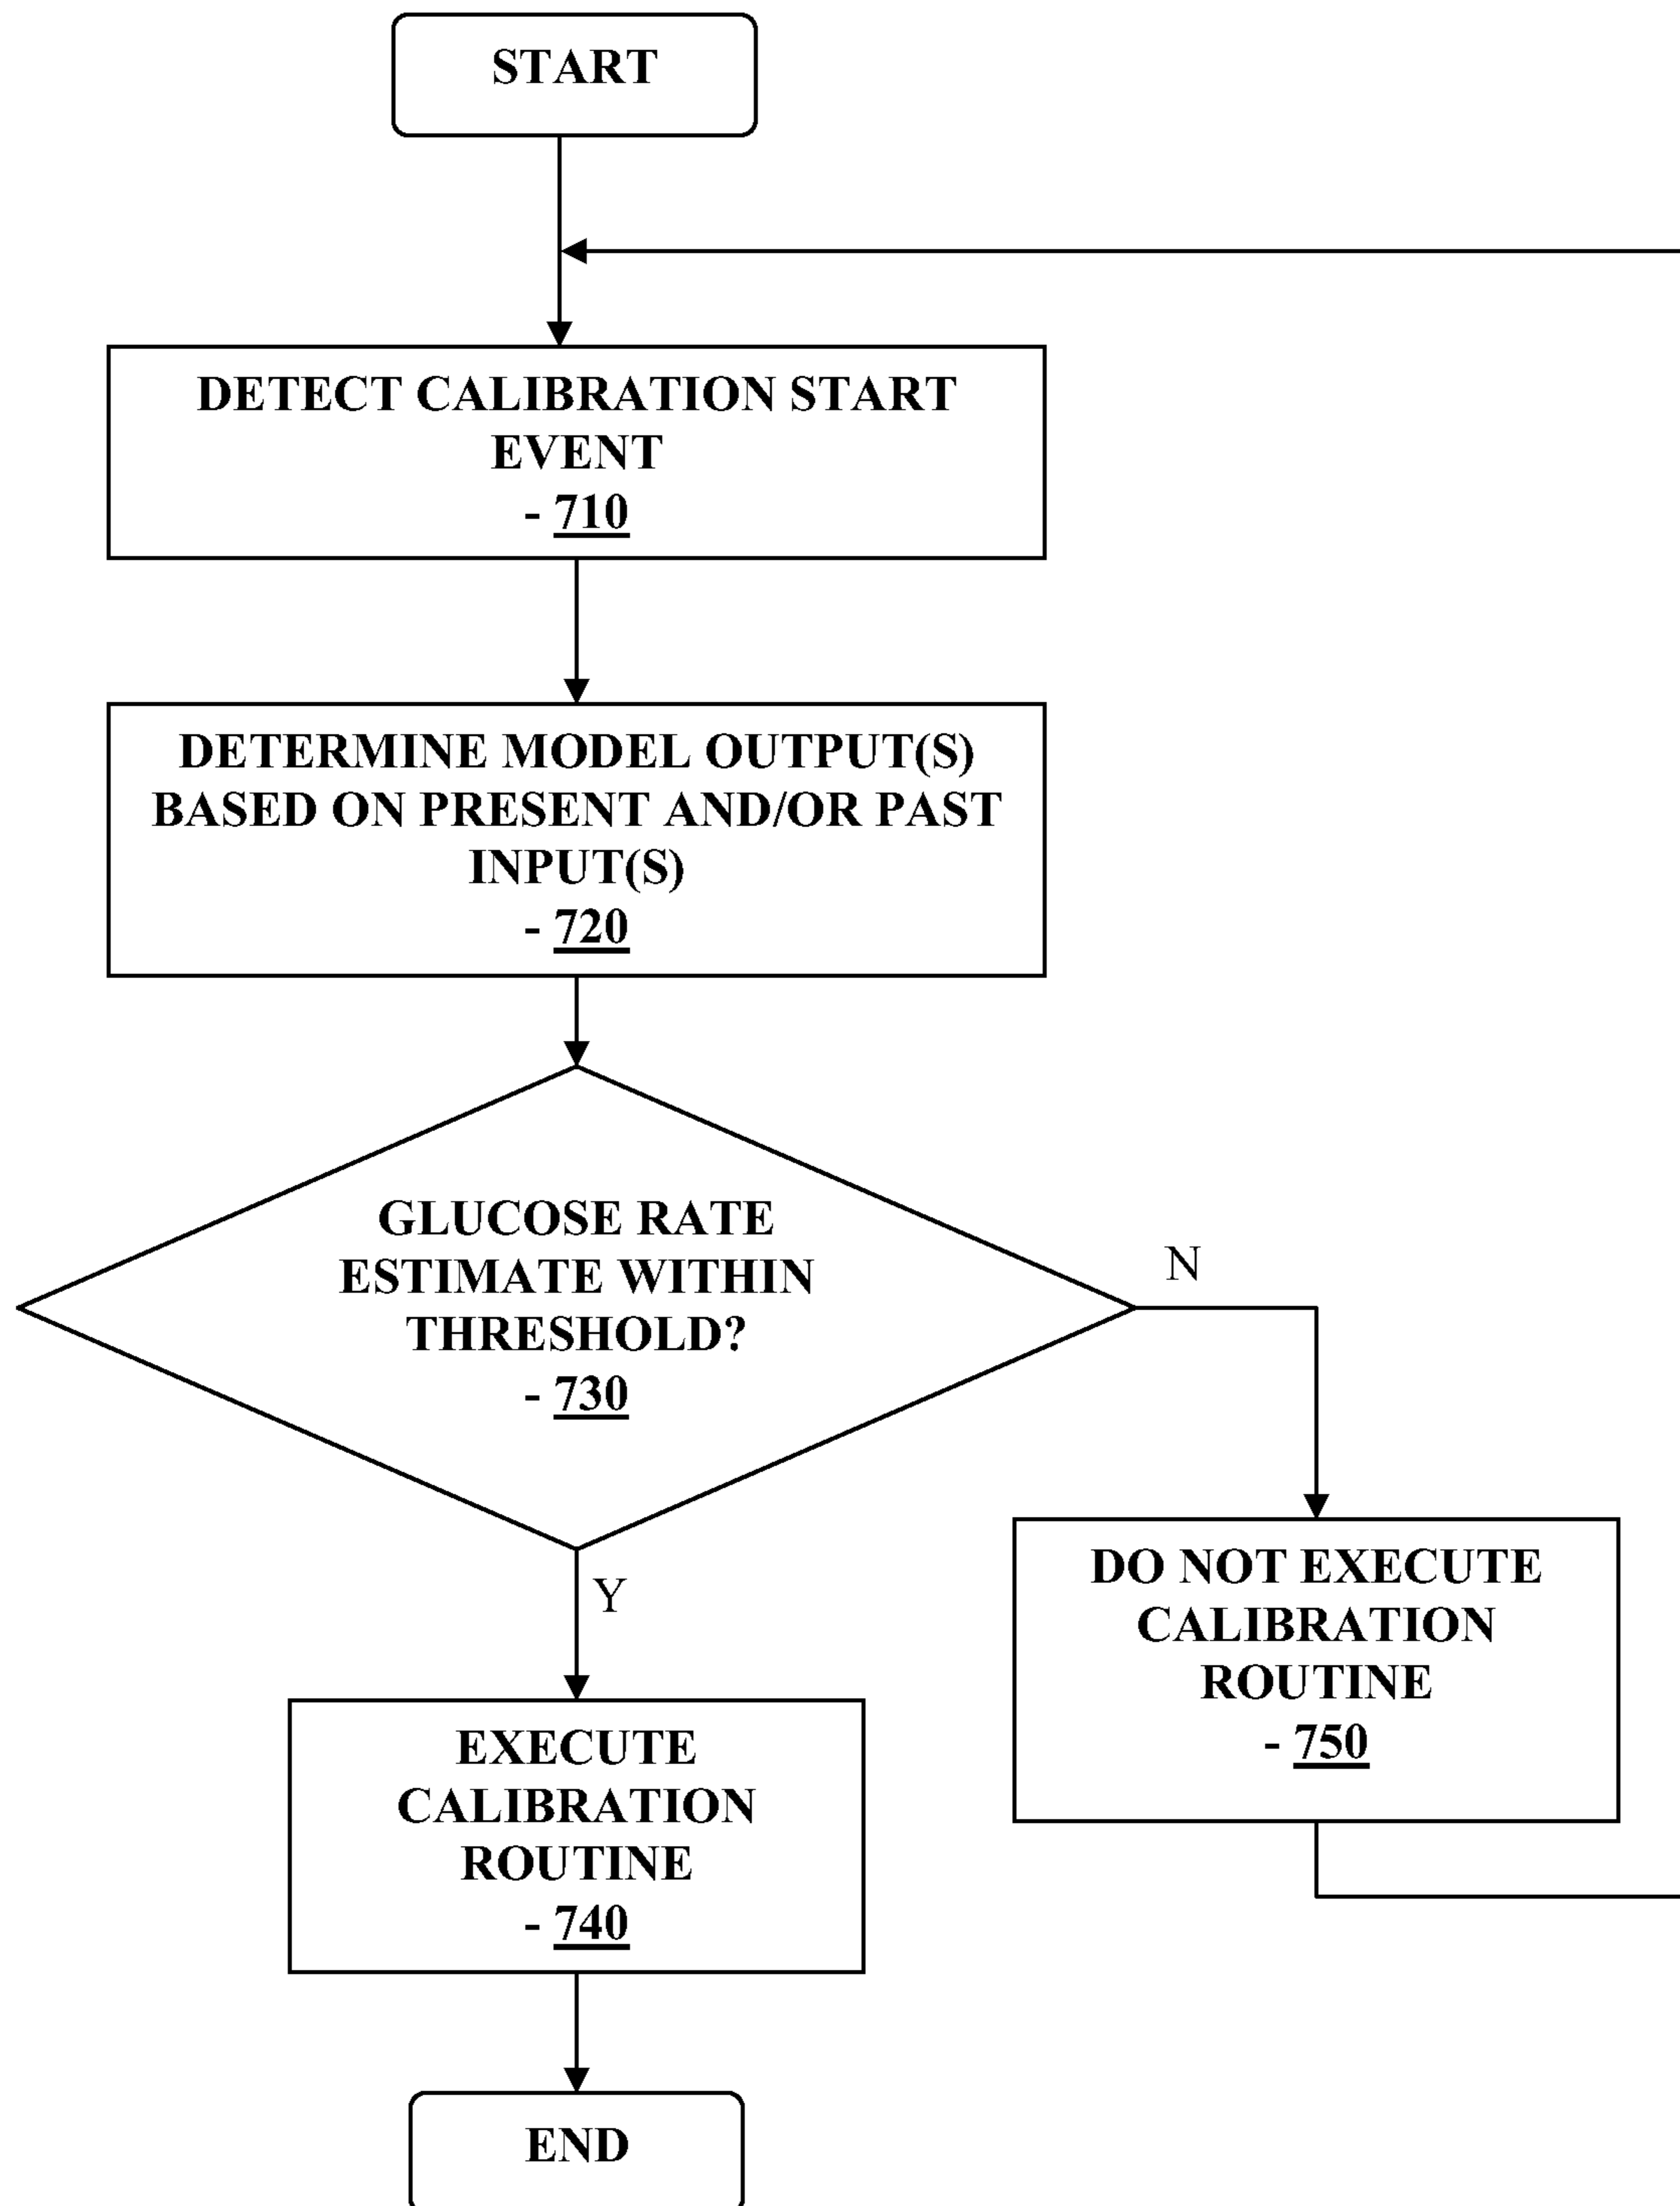 START
DETECT CALIBRATION START
EVENT
- 710
DETERMINE MODEL OUTPUT(S)
BASED ON PRESENT AND/OR PAST
INPUT(S)
- 720
GLUCOSE RATE
ESTIMATE WITHIN
THRESHOLD?
- 730
N
Y
DO NOT EXECUTE
CALIBRATION
ROUTINE
- 750
EXECUTE
CALIBRATION
ROUTINE
- 740
END